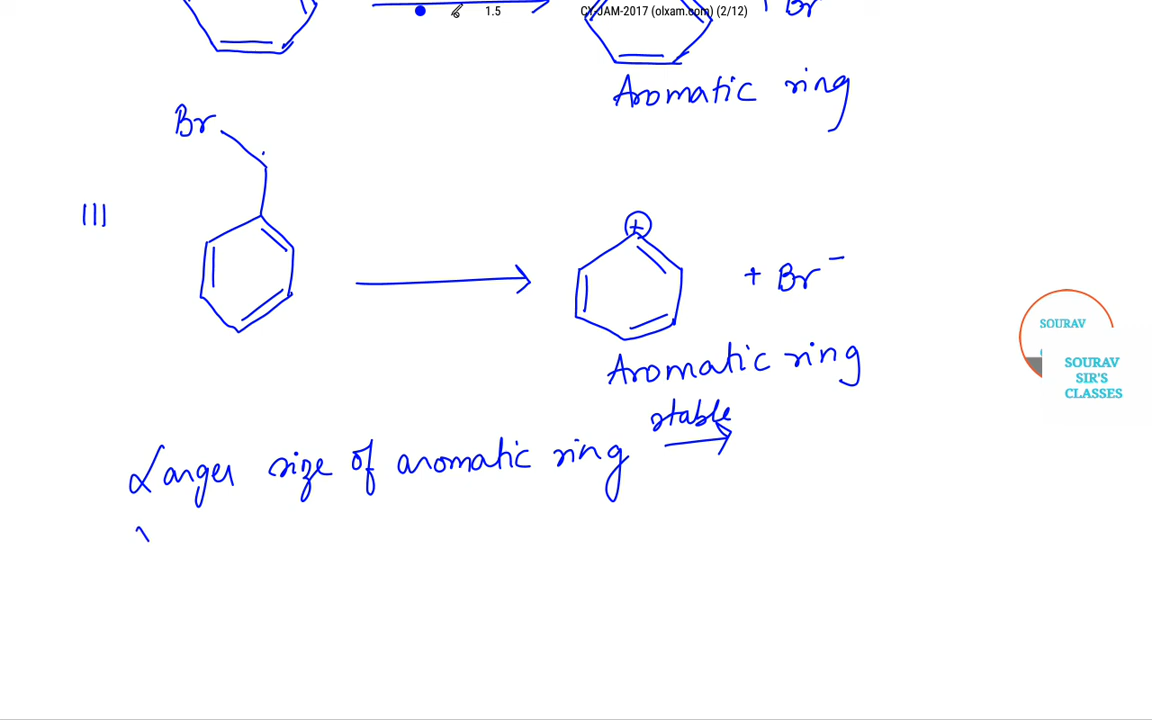 1.5 CY-JAM-2017 (olxam.com) (2/12)
Br
Aromatic ring
Br
III
+
+ Br⁻
SOURAV
Aromatic ring
SOURAV
SIR'S
CLASSES
stable
Larger size of aromatic ring →